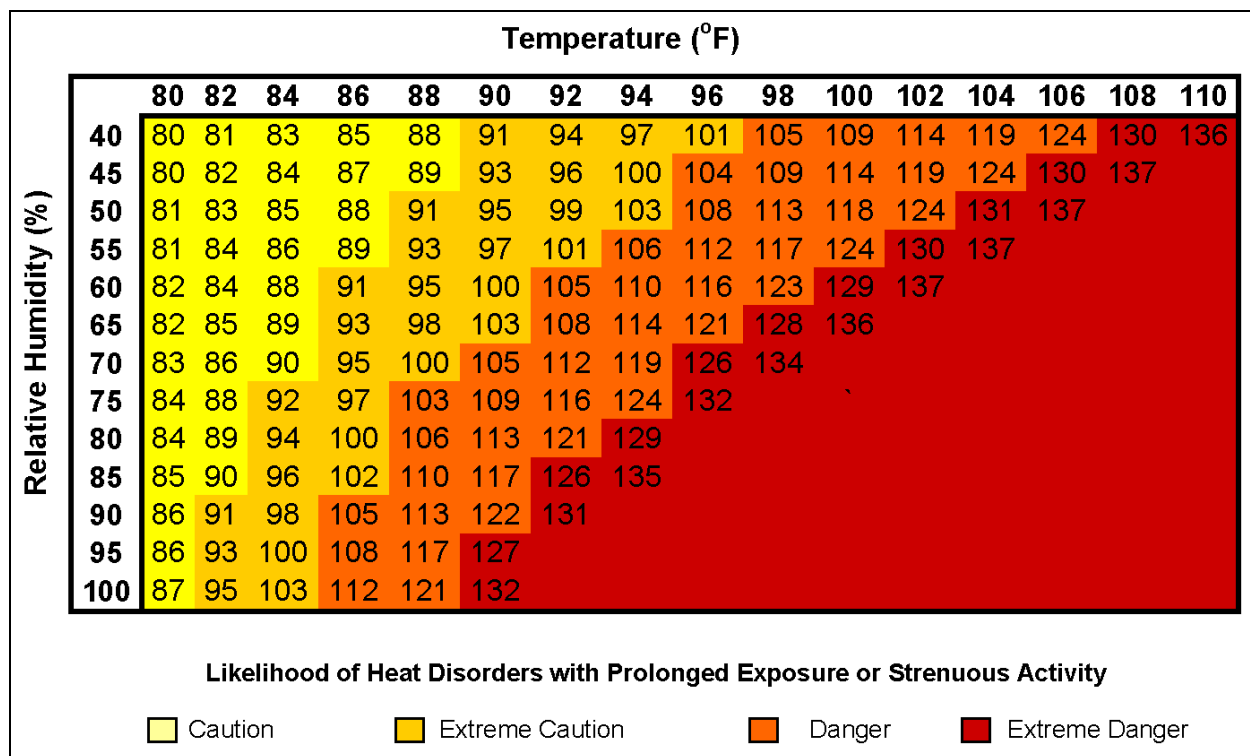 Temperature (°F)
80 82 84 86 88 90 92 94 96 98 100 102 104 106 108 110
Relative Humidity (%)
40 80 81 83 85 88 91 94 97 101 105 109 114 119 124 130 136
45 80 82 84 87 89 93 96 100 104 109 114 119 124 130 137
50 81 83 85 88 91 95 99 103 108 113 118 124 131 137
55 81 84 86 89 93 97 101 106 112 117 124 130 137
60 82 84 88 91 95 100 105 110 116 123 129 137
65 82 85 89 93 98 103 108 114 121 128 136
70 83 86 90 95 100 105 112 119 126 134
75 84 88 92 97 103 109 116 124 132 `
80 84 89 94 100 106 113 121 129
85 85 90 96 102 110 117 126 135
90 86 91 98 105 113 122 131
95 86 93 100 108 117 127
100 87 95 103 112 121 132
Likelihood of Heat Disorders with Prolonged Exposure or Strenuous Activity
Caution Extreme Caution Danger Extreme Danger